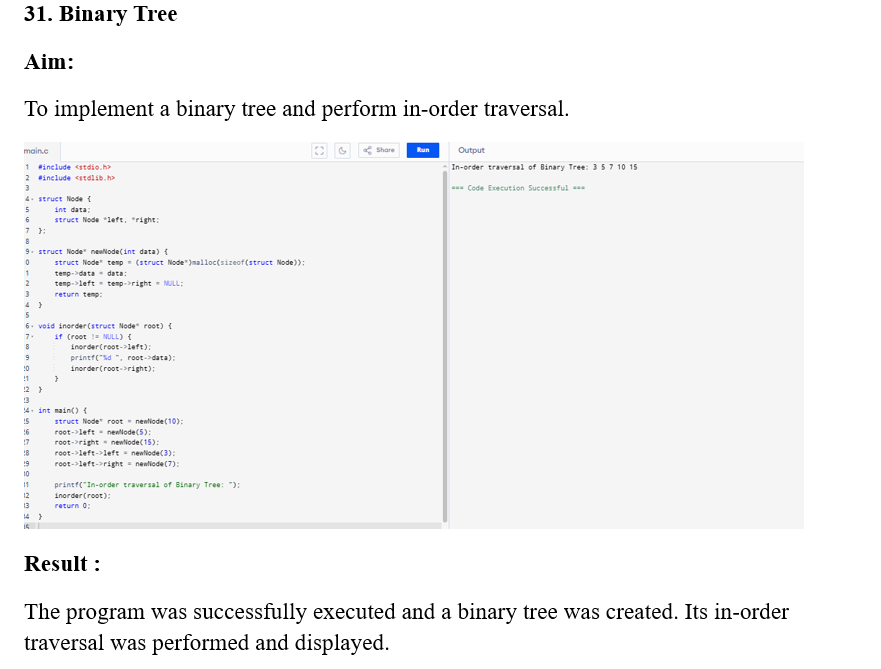 31. Binary Tree
Aim:
To implement a binary tree and perform in-order traversal.
main.c
Share
Run
Output
1 #include <stdio.h>
2 #include <stdlib.h>
3
4 struct Node {
5 int data;
6 struct Node *left, *right;
7 };
8
9 struct Node* newNode(int data) {
0 struct Node* temp = (struct Node*)malloc(sizeof(struct Node));
1 temp->data = data;
2 temp->left = temp->right = NULL;
3 return temp;
4 }
5
6 void inorder(struct Node* root) {
7 if (root != NULL) {
8 inorder(root->left);
9 printf("%d ", root->data);
20 inorder(root->right);
21 }
22 }
23
24 int main() {
25 struct Node* root = newNode(10);
26 root->left = newNode(5);
27 root->right = newNode(15);
28 root->left->left = newNode(3);
29 root->left->right = newNode(7);
30
31 printf("In-order traversal of Binary Tree: ");
32 inorder(root);
33 return 0;
34 }
35
In-order traversal of Binary Tree: 3 5 7 10 15
=== Code Execution Successful ===
Result :
The program was successfully executed and a binary tree was created. Its in-order
traversal was performed and displayed.